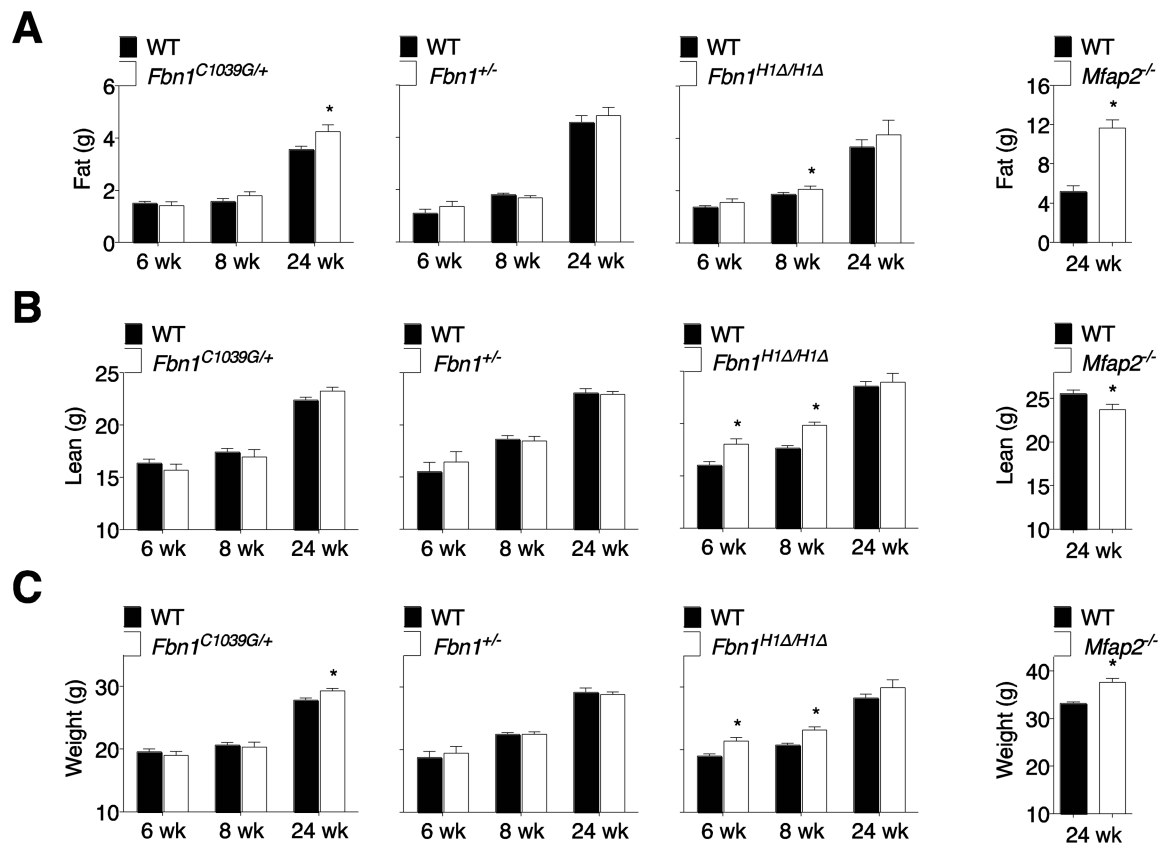 A
WT
Fbn1C1039G/+
WT
Fbn1+/-
WT
Fbn1H1Δ/H1Δ
WT
Mfap2-/-
Fat (g)
6
4
2
0
*
6 wk 8 wk 24 wk
6 wk 8 wk 24 wk
*
6 wk 8 wk 24 wk
Fat (g)
16
12
8
4
0
*
24 wk
B
WT
Fbn1C1039G/+
WT
Fbn1+/-
WT
Fbn1H1Δ/H1Δ
WT
Mfap2-/-
Lean (g)
25
20
15
10
6 wk 8 wk 24 wk
6 wk 8 wk 24 wk
* *
6 wk 8 wk 24 wk
Lean (g)
25
20
15
10
*
24 wk
C
WT
Fbn1C1039G/+
WT
Fbn1+/-
WT
Fbn1H1Δ/H1Δ
WT
Mfap2-/-
Weight (g)
30
20
10
*
6 wk 8 wk 24 wk
6 wk 8 wk 24 wk
* *
6 wk 8 wk 24 wk
Weight (g)
40
30
20
10
*
24 wk